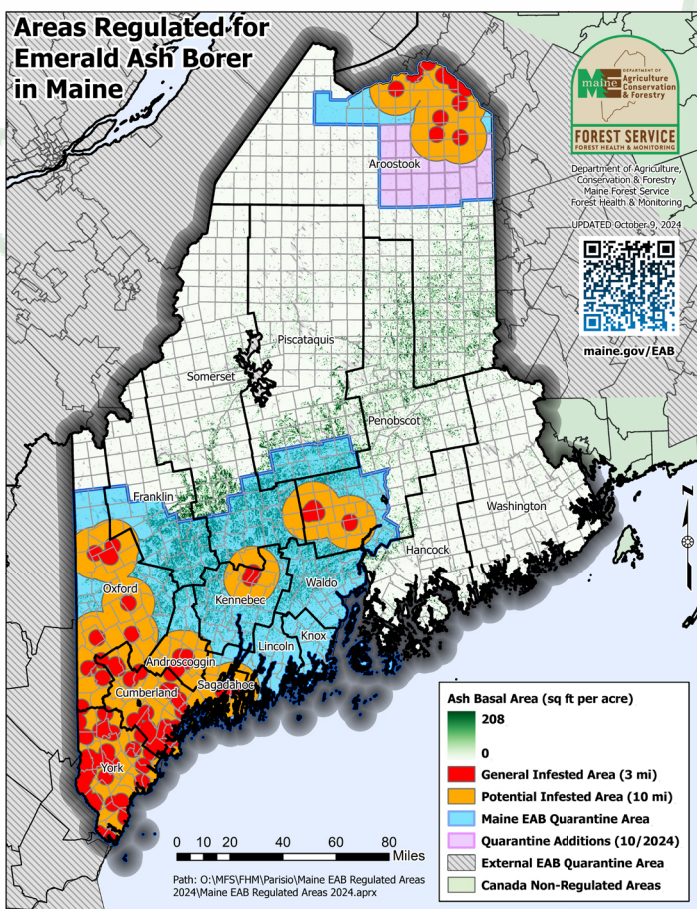 Areas Regulated for
Emerald Ash Borer
in Maine
DEPARTMENT OF
maine
Agriculture
Conservation
& Forestry
FOREST SERVICE
FOREST HEALTH & MONITORING
Department of Agriculture,
Conservation & Forestry
Maine Forest Service
Forest Health & Monitoring
UPDATED October 9, 2024
maine.gov/EAB
Aroostook
Piscataquis
Somerset
Penobscot
Franklin
Washington
Hancock
Oxford
Kennebec
Waldo
Knox
Lincoln
Androscoggin
Sagadahoc
Cumberland
York
N
Ash Basal Area (sq ft per acre)
208
0
General Infested Area (3 mi)
Potential Infested Area (10 mi)
Maine EAB Quarantine Area
Quarantine Additions (10/2024)
External EAB Quarantine Area
Canada Non-Regulated Areas
0 10 20 40 60 80
Miles
Path: O:\MFS\FHM\Parisio\Maine EAB Regulated Areas
2024\Maine EAB Regulated Areas 2024.aprx